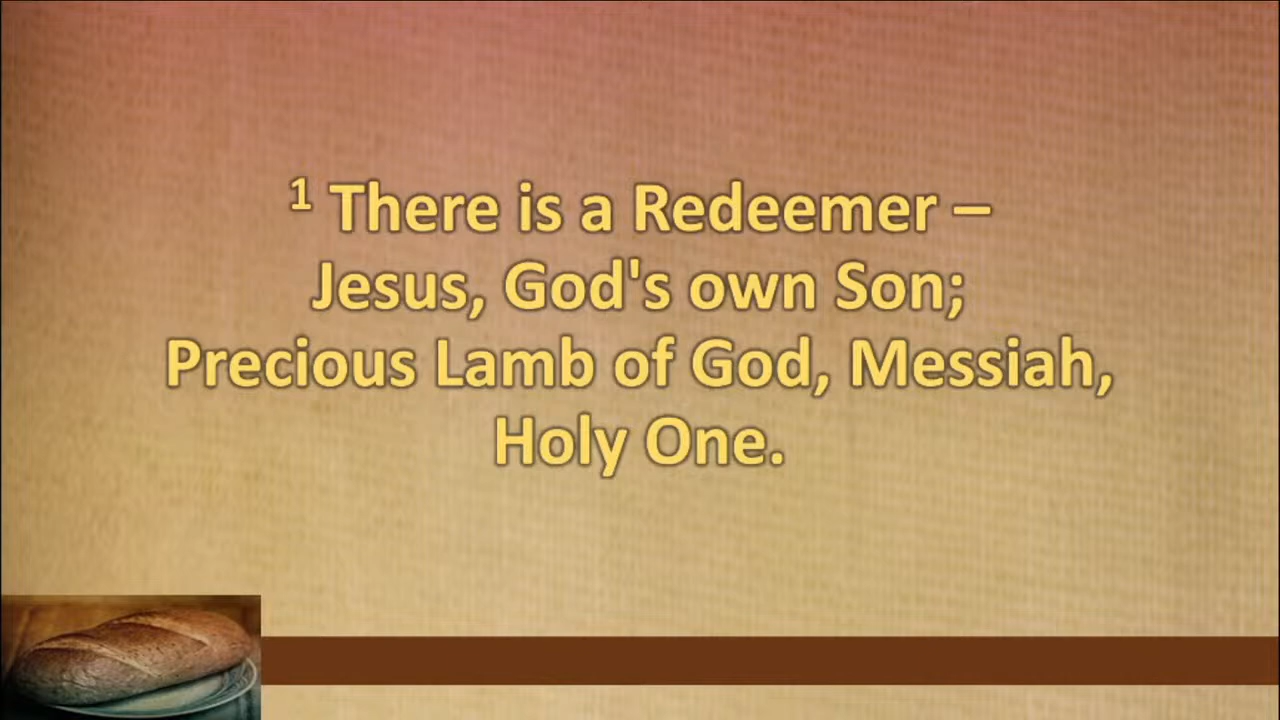 ¹ There is a Redeemer –
Jesus, God's own Son;
Precious Lamb of God, Messiah,
Holy One.